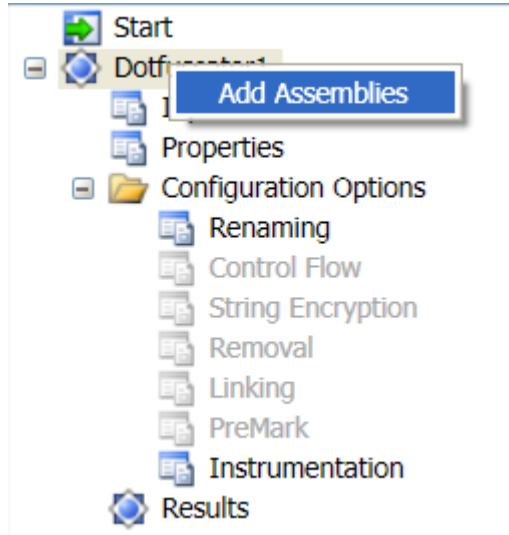 Start
Add Assemblies
Properties
Configuration Options
Renaming
Control Flow
String Encryption
Removal
Linking
PreMark
Instrumentation
Results